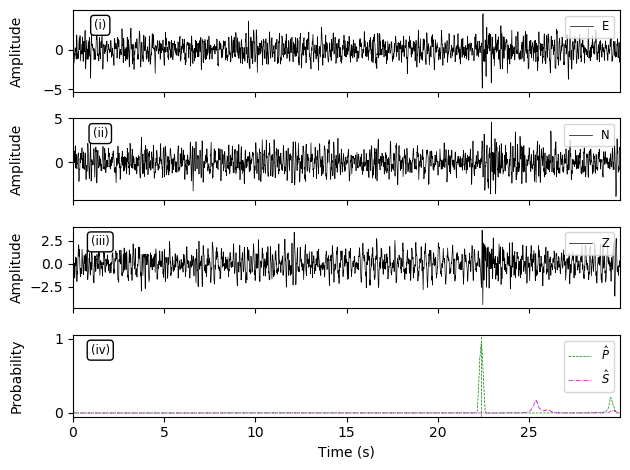 (i)
E
Amplitude
0
−5
(ii)
N
Amplitude
5
0
(iii)
Z
Amplitude
2.5
0.0
−2.5
(iv)
P̂
Ŝ
Probability
1
0
0 5 10 15 20 25
Time (s)